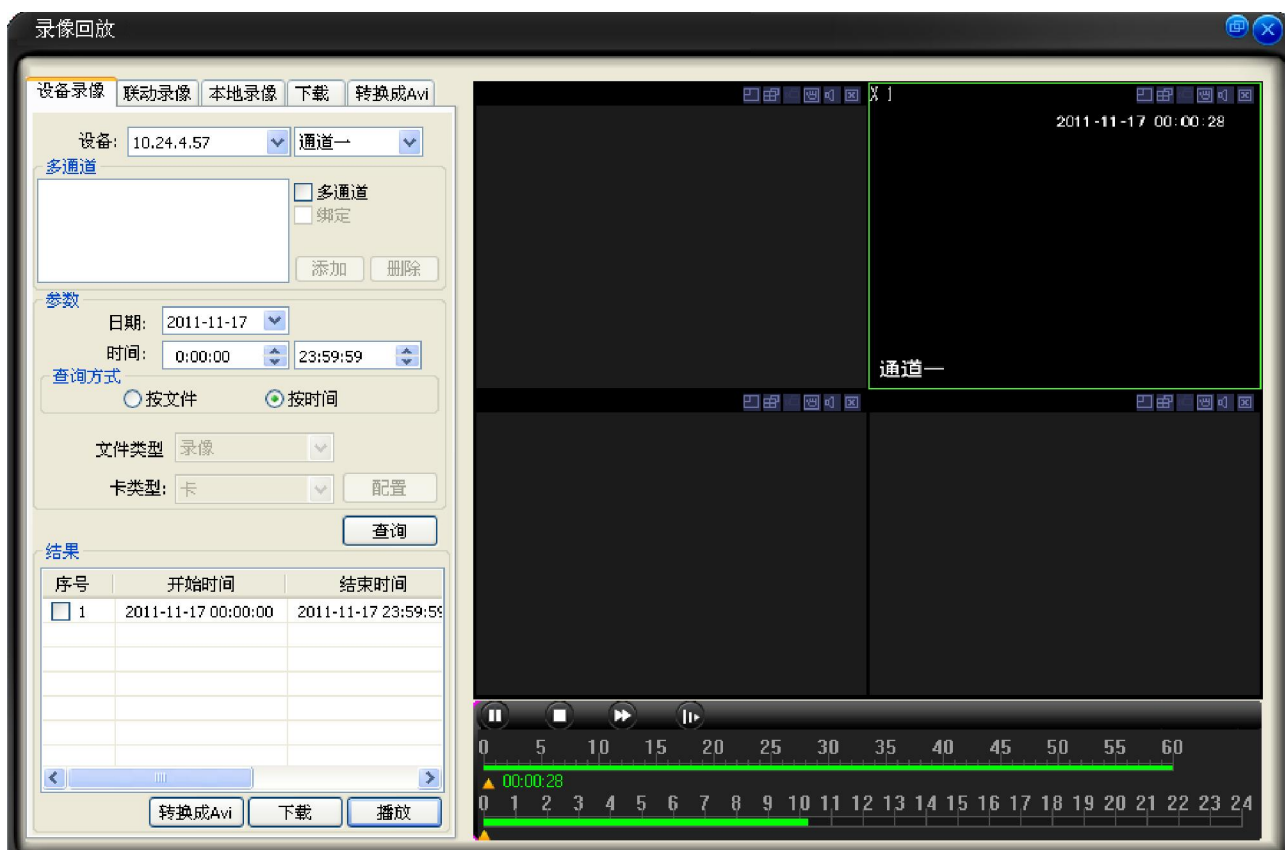 录像回放
设备录像 联动录像 本地录像 下载 转换成Avi
设备: 10.24.4.57 通道一
多通道
多通道
绑定
添加 删除
参数
日期: 2011-11-17
时间: 0:00:00 23:59:59
查询方式
按文件 按时间
文件类型 录像
卡类型: 卡 配置
查询
结果
序号 开始时间 结束时间
1 2011-11-17 00:00:00 2011-11-17 23:59:59
转换成Avi 下载 播放
X 1
2011-11-17 00:00:28
通道一
0 5 10 15 20 25 30 35 40 45 50 55 60
00:00:28
0 1 2 3 4 5 6 7 8 9 10 11 12 13 14 15 16 17 18 19 20 21 22 23 24